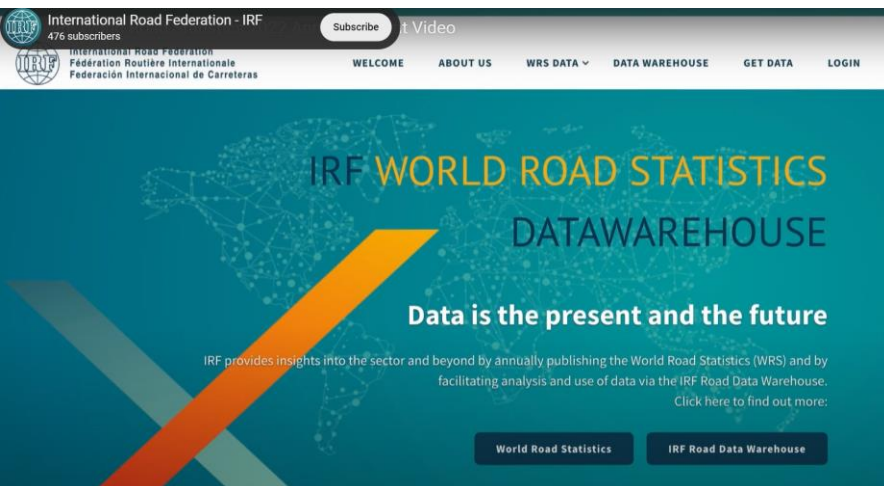 International Road Federation - IRF
476 subscribers
Subscribe
t Video
IRF
International Road Federation
Fédération Routière Internationale
Federación Internacional de Carreteras
WELCOME
ABOUT US
WRS DATA
DATA WAREHOUSE
GET DATA
LOGIN
IRF WORLD ROAD STATISTICS
DATAWAREHOUSE
Data is the present and the future
IRF provides insights into the sector and beyond by annually publishing the World Road Statistics (WRS) and by
facilitating analysis and use of data via the IRF Road Data Warehouse.
Click here to find out more:
World Road Statistics
IRF Road Data Warehouse